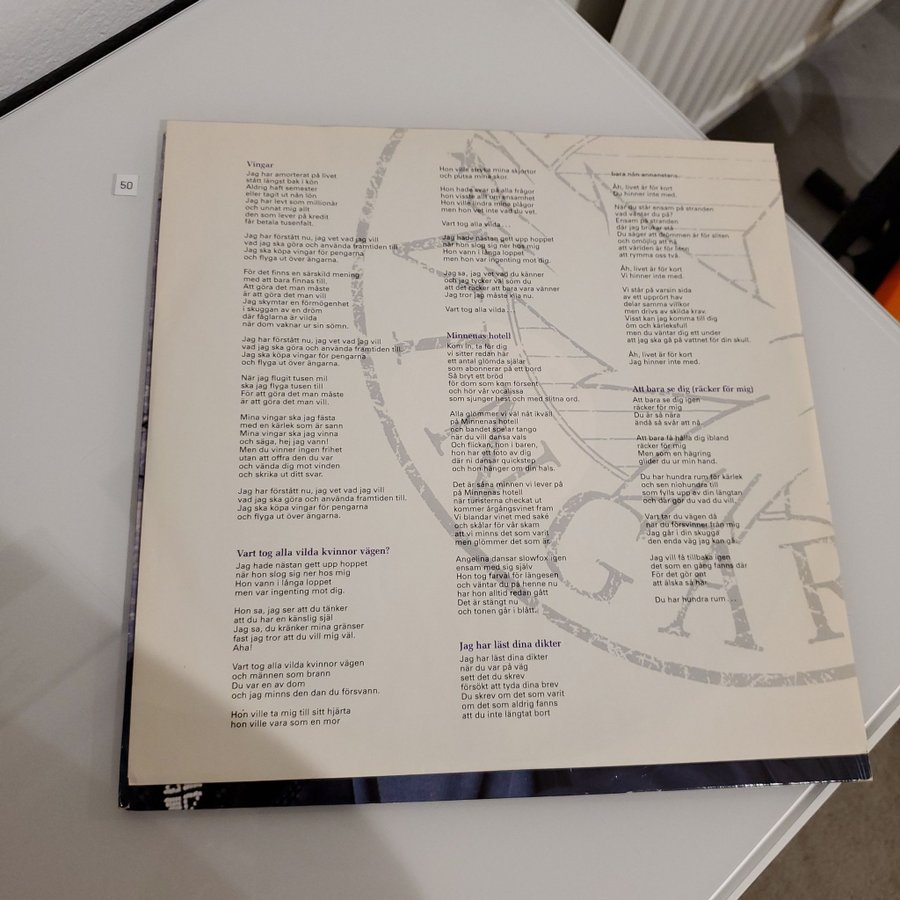 50
Vingar
Jag har amorterat på livet
stått längst bak i kön
Aldrig haft semester
eller tagit ut nån lön
Jag har levt som millionär
och unnat mig allt
den som lever på kredit
får betala tusenfalt.
Jag har förstått nu, jag vet vad jag vill
vad jag ska göra och använda framtiden till.
Jag ska köpa vingar för pengarna
och flyga ut över ängarna.
För det finns en särskild mening
med att bara finnas till.
Att göra det man måste
är att göra det man vill
Jag skymtar en förmögenhet
i skuggan av en dröm
där fåglarna är vilda
när dom vaknar ur sin sömn.
Jag har förstått nu, jag vet vad jag vill
vad jag ska göra och använda framtiden till.
Jag ska köpa vingar för pengarna
och flyga ut över ängarna.
När jag flugit tusen mil
ska jag flyga tusen till
För att göra det man måste
är att göra det man vill.
Mina vingar ska jag fästa
med en kärlek som är sann
Mina vingar ska jag vinna
och säga, hej jag vann!
Men du vinner ingen frihet
utan att offra den du var
och vända dig mot vinden
och skrika ut ditt svar.
Jag har förstått nu, jag vet vad jag vill
vad jag ska göra och använda framtiden till.
Jag ska köpa vingar för pengarna
och flyga ut över ängarna.
Vart tog alla vilda kvinnor vägen?
Jag hade nästan gett upp hoppet
när hon slog sig ner hos mig
Hon vann i långa loppet
men var ingenting mot dig.
Hon sa, jag ser att du tänker
att du har en känslig själ
Jag sa, du kränker mina gränser
fast jag tror att du vill mig väl.
Aha!
Vart tog alla vilda kvinnor vägen
och männen som brann
Du var en av dom
och jag minns den dan du försvann.
Hon ville ta mig till sitt hjärta
hon ville vara som en mor
Hon ville stryka mina skjortor
och putsa mina skor.
Hon hade svar på alla frågor
hon visste allt om ensamhet
Hon ville lindra mina plågor
men hon vet inte vad du vet.
Vart tog alla vilda
Jag hade nästan gett upp hoppet
när hon slog sig ner hos mig
Hon vann i långa loppet
men hon var ingenting mot dig.
Jag sa, jag vet vad du känner
och jag tycker väl som du
att det räcker att bara vara vänner
Jag tror jag måste kila nu.
Vart tog alla vilda...
Minnenas hotell
Kom in, ta för dig
vi sitter redan här
ett antal glömda själar
som abonnerar på ett bord
Så bryt ett bröd
för dom som kom försent
och hör vår vocalissa
som sjunger hest och med slitna ord.
Alla glömmer vi väl nåt ikväll
på Minnenas hotell
och bandet spelar tango
när du vill dansa vals
Och flickan, hon i baren,
hon har ett foto av dig
där ni dansar quickstep
och hon hänger om din hals.
Det är såna minnen vi lever på
på Minnenas hotell
när turisterna checkat ut
kommer årgångsvinet fram
Vi blandar vinet med saké
och skålar för vår skam
att vi minns det som varit
men glömmer det som är.
Angelina dansar slowfox igen
ensam med sig själv
Hon tog farväl för längesen
och väntar du på henne nu
har hon alltid redan gått
Det är stängt nu
och tonen går i blått.
Jag har läst dina dikter
Jag har läst dina dikter
när du var på väg
sett det du skrev
försökt att tyda dina brev
Du skrev om det som varit
om det som aldrig fanns
att du inte längtat bort
bara nån annanstans.
Åh, livet är för kort
Du hinner inte med.
När du står ensam på stranden
vad väntar du på?
Ensam på stranden
där jag brukar stå
Du säger att drömmen är för sliten
och omöjlig att nå
att världen är för liten
att rymma oss två.
Åh, livet är för kort
Vi hinner inte med.
Vi står på varsin sida
av ett upprört hav
delar samma villkor
men drivs av skilda krav.
Visst kan jag komma till dig
öm och kärleksfull
men du väntar dig ett under
att jag ska gå på vattnet för din skull.
Åh, livet är för kort
Jag hinner inte med.
Att bara se dig (räcker för mig)
Att bara se dig igen
räcker för mig
Du är så nära
ändå så svår att nå
Att bara få hålla dig ibland
räcker för mig
Men som en hägring
glider du ur min hand.
Du har hundra rum för kärlek
och sen niohundra till
som fylls upp av din längtan
och där gör du vad du vill
Vart tar du vägen då
när du försvinner från mig
Jag går i din skugga
den enda väg jag kan gå.
Jag vill få tillbaka igen
det som en gång fanns där
För det gör ont
att älska så här.
Du har hundra rum...